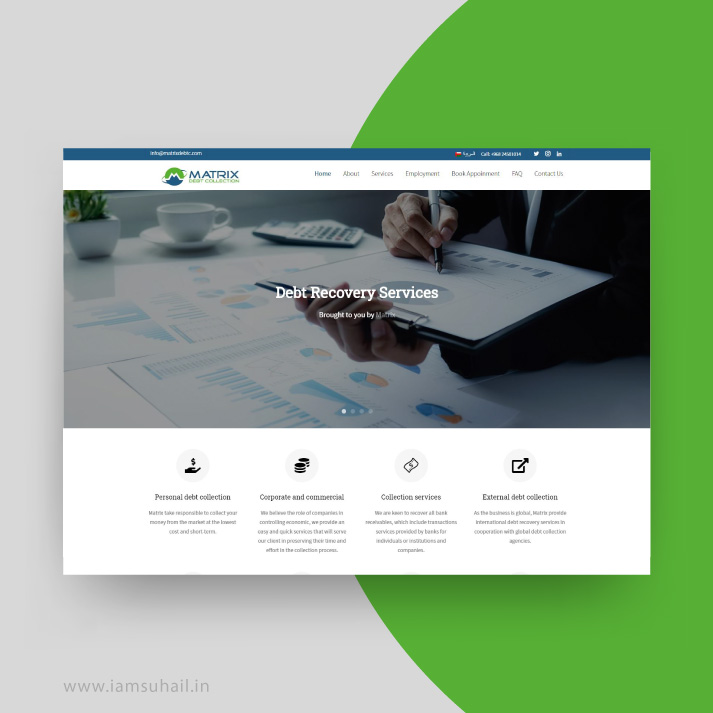 info@matrixdebtc.com
العربية Call: +968 24581014
MATRIX
DEBT COLLECTION
Home About Services Employment Book Appoinment FAQ Contact Us
Debt Recovery Services
Brought to you by Matrix
Personal debt collection Corporate and commercial Collection services External debt collection
Matrix take responsible to collect your
money from the market at the lowest
cost and short term.
We believe the role of companies in
controlling economic, we provide an
easy and quick services that will serve
our client in preserving their time and
effort in the collection process.
We are keen to recover all bank
receivables, which include transactions
services provided by banks for
individuals or institutions and
companies.
As the business is global, Matrix provide
international debt recovery services in
cooperation with global debt collection
agencies.
www.iamsuhail.in